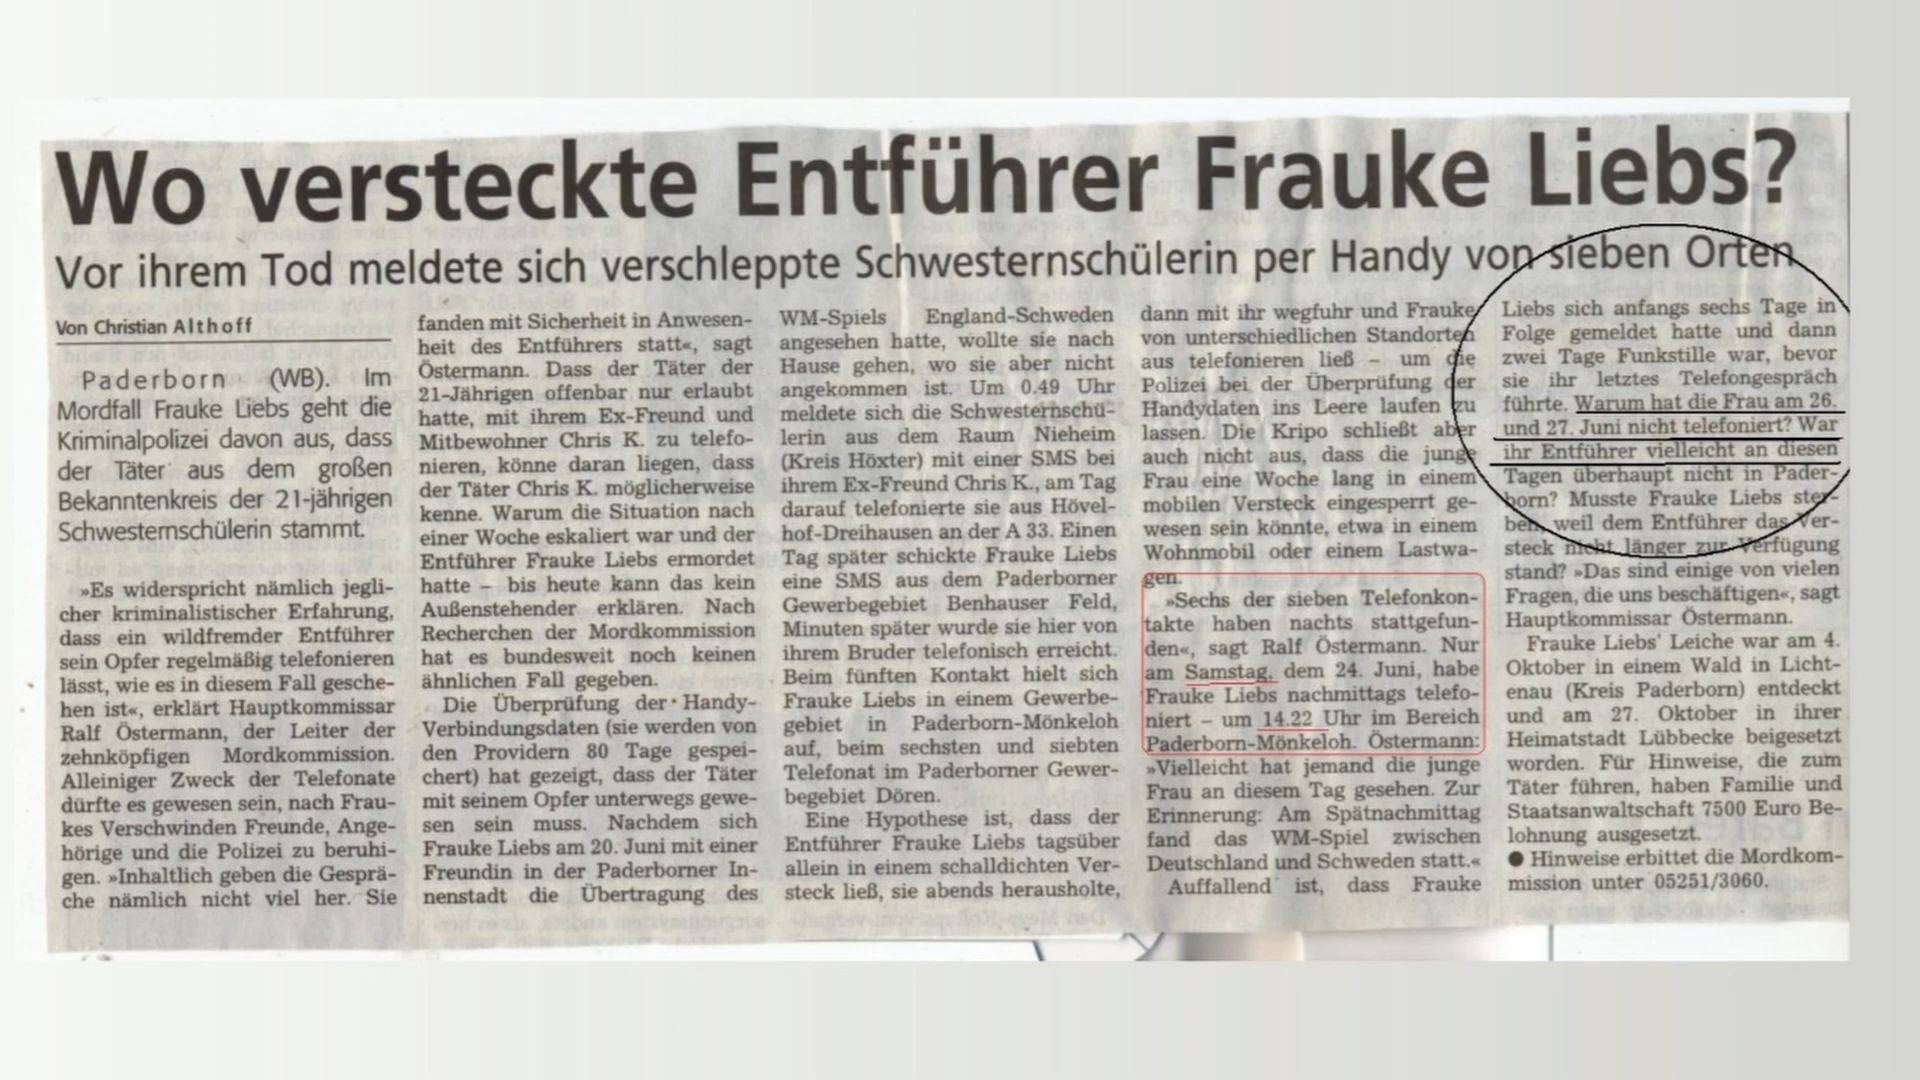 Wo versteckte Entführer Frauke Liebs?
Vor ihrem Tod meldete sich verschleppte Schwesternschülerin per Handy von sieben Orten
Von Christian Althoff
Paderborn (WB). Im
Mordfall Frauke Liebs geht die
Kriminalpolizei davon aus, dass
der Täter aus dem großen
Bekanntenkreis der 21-jährigen
Schwesternschülerin stammt.
»Es widerspricht nämlich jegli-
cher kriminalistischer Erfahrung,
dass ein wildfremder Entführer
sein Opfer regelmäßig telefonieren
lässt, wie es in diesem Fall gesche-
hen ist«, erklärt Hauptkommissar
Ralf Östermann, der Leiter der
zehnköpfigen Mordkommission.
Alleiniger Zweck der Telefonate
dürfte es gewesen sein, nach Frau-
kes Verschwinden Freunde, Ange-
hörige und die Polizei zu beruhi-
gen. »Inhaltlich geben die Gesprä-
che nämlich nicht viel her. Sie
fanden mit Sicherheit in Anwesen-
heit des Entführers statt«, sagt
Östermann. Dass der Täter der
21-Jährigen offenbar nur erlaubt
hatte, mit ihrem Ex-Freund und
Mitbewohner Chris K. zu telefo-
nieren, könne daran liegen, dass
der Täter Chris K. möglicherweise
kenne. Warum die Situation nach
einer Woche eskaliert war und der
Entführer Frauke Liebs ermordet
hatte – bis heute kann das kein
Außenstehender erklären. Nach
Recherchen der Mordkommission
hat es bundesweit noch keinen
ähnlichen Fall gegeben.
Die Überprüfung der Handy-
Verbindungsdaten (sie werden von
den Providern 80 Tage gespei-
chert) hat gezeigt, dass der Täter
mit seinem Opfer unterwegs gewe-
sen sein muss. Nachdem sich
Frauke Liebs am 20. Juni mit einer
Freundin in der Paderborner In-
nenstadt die Übertragung des
WM-Spiels England-Schweden
angesehen hatte, wollte sie nach
Hause gehen, wo sie aber nicht
angekommen ist. Um 0.49 Uhr
meldete sich die Schwesternschü-
lerin aus dem Raum Nieheim
(Kreis Höxter) mit einer SMS bei
ihrem Ex-Freund Chris K., am Tag
darauf telefonierte sie aus Hövel-
hof-Dreihausen an der A 33. Einen
Tag später schickte Frauke Liebs
eine SMS aus dem Paderborner
Gewerbegebiet Benhauser Feld,
Minuten später wurde sie hier von
ihrem Bruder telefonisch erreicht.
Beim fünften Kontakt hielt sich
Frauke Liebs in einem Gewerbe-
gebiet in Paderborn-Mönkeloh
auf, beim sechsten und siebten
Telefonat im Paderborner Gewer-
begebiet Dören.
Eine Hypothese ist, dass der
Entführer Frauke Liebs tagsüber
allein in einem schalldichten Ver-
steck ließ, sie abends herausholte,
dann mit ihr wegfuhr und Frauke
von unterschiedlichen Standorten
aus telefonieren ließ – um die
Polizei bei der Überprüfung der
Handydaten ins Leere laufen zu
lassen. Die Kripo schließt aber
auch nicht aus, dass die junge
Frau eine Woche lang in einem
mobilen Versteck eingesperrt ge-
wesen sein könnte, etwa in einem
Wohnmobil oder einem Lastwa-
gen.
»Sechs der sieben Telefonkon-
takte haben nachts stattgefun-
den«, sagt Ralf Östermann. Nur
am Samstag, dem 24. Juni, habe
Frauke Liebs nachmittags telefo-
niert – um 14.22 Uhr im Bereich
Paderborn-Mönkeloh. Östermann:
»Vielleicht hat jemand die junge
Frau an diesem Tag gesehen. Zur
Erinnerung: Am Spätnachmittag
fand das WM-Spiel zwischen
Deutschland und Schweden statt.«
Auffallend ist, dass Frauke
Liebs sich anfangs sechs Tage in
Folge gemeldet hatte und dann
zwei Tage Funkstille war, bevor
sie ihr letztes Telefongespräch
führte. Warum hat die Frau am 26.
und 27. Juni nicht telefoniert? War
ihr Entführer vielleicht an diesen
Tagen überhaupt nicht in Pader-
born? Musste Frauke Liebs ster-
ben, weil dem Entführer das Ver-
steck nicht länger zur Verfügung
stand? »Das sind einige von vielen
Fragen, die uns beschäftigen«, sagt
Hauptkommissar Östermann.
Frauke Liebs' Leiche war am 4.
Oktober in einem Wald in Licht-
enau (Kreis Paderborn) entdeckt
und am 27. Oktober in ihrer
Heimatstadt Lübbecke beigesetzt
worden. Für Hinweise, die zum
Täter führen, haben Familie und
Staatsanwaltschaft 7500 Euro Be-
lohnung ausgesetzt.
● Hinweise erbittet die Mordkom-
mission unter 05251/3060.